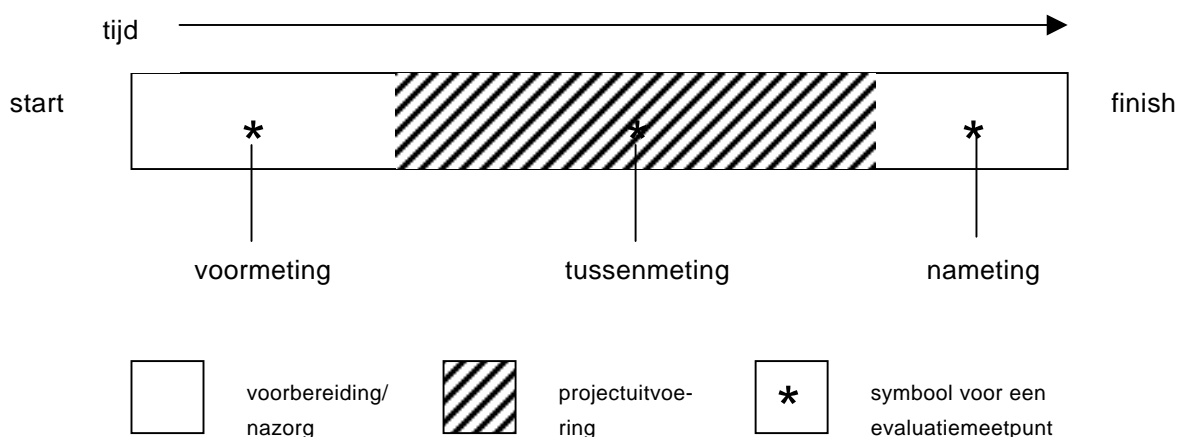 tijd
start
finish
*
*
*
voormeting
tussenmeting
nameting
voorbereiding/
nazorg
projectuitvoe-
ring
*
symbool voor een
evaluatiemeetpunt